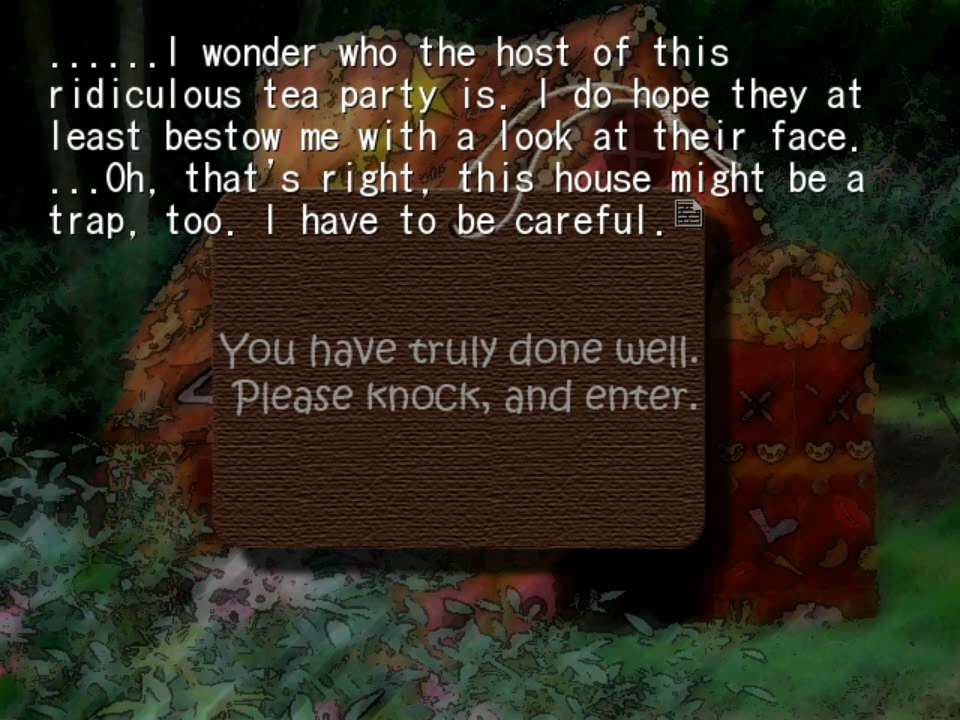 ......I wonder who the host of this
ridiculous tea party is. I do hope they at
least bestow me with a look at their face.
...Oh, that's right, this house might be a
trap, too. I have to be careful.
You have truly done well.
Please knock, and enter.